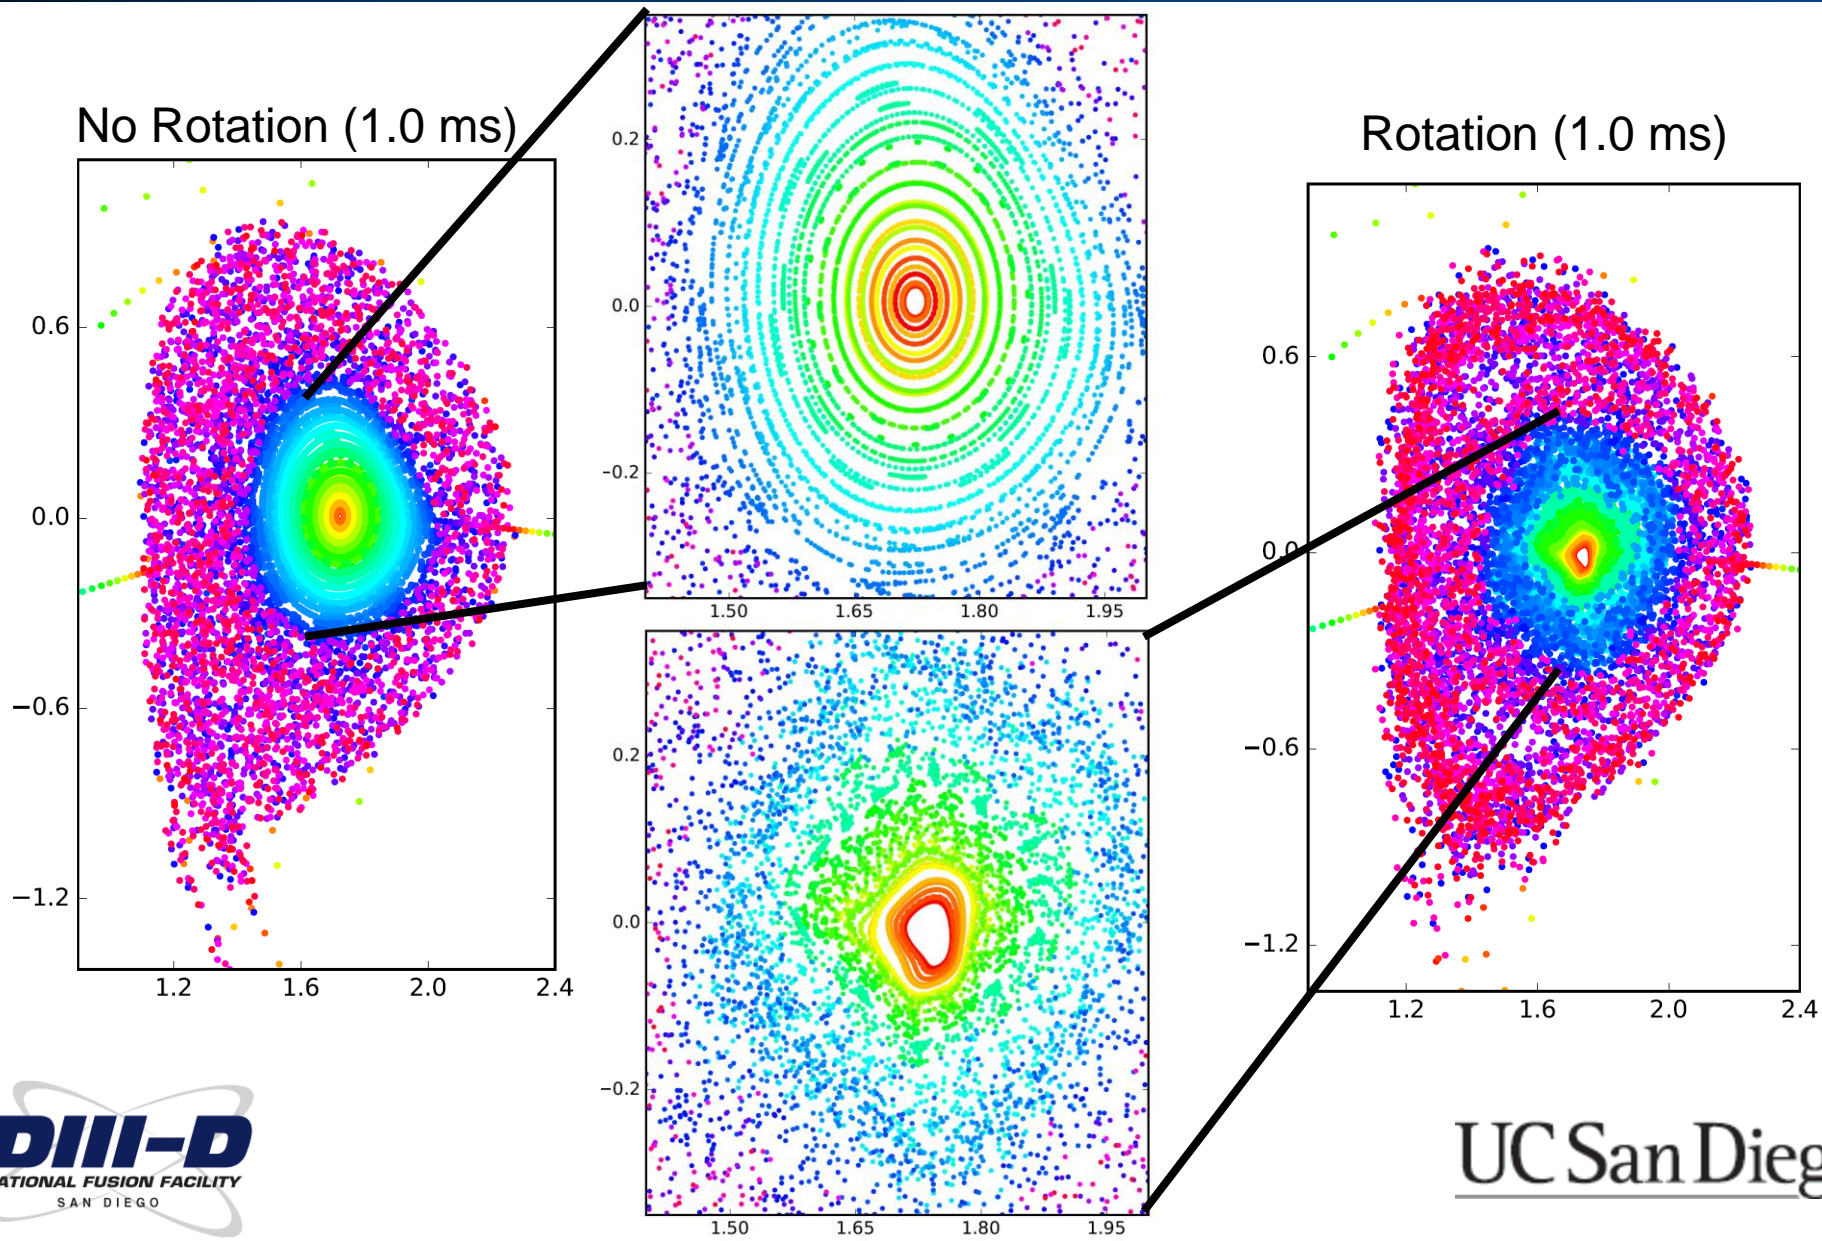 No Rotation (1.0 ms)
0.6
0.0
−0.6
−1.2
1.2 1.6 2.0 2.4
0.2
0.0
−0.2
1.50 1.65 1.80 1.95
0.2
0.0
−0.2
1.50 1.65 1.80 1.95
Rotation (1.0 ms)
0.6
0.0
−0.6
−1.2
1.2 1.6 2.0 2.4
DIII–D
ATIONAL FUSION FACILITY
SAN DIEGO
UC San Dieg